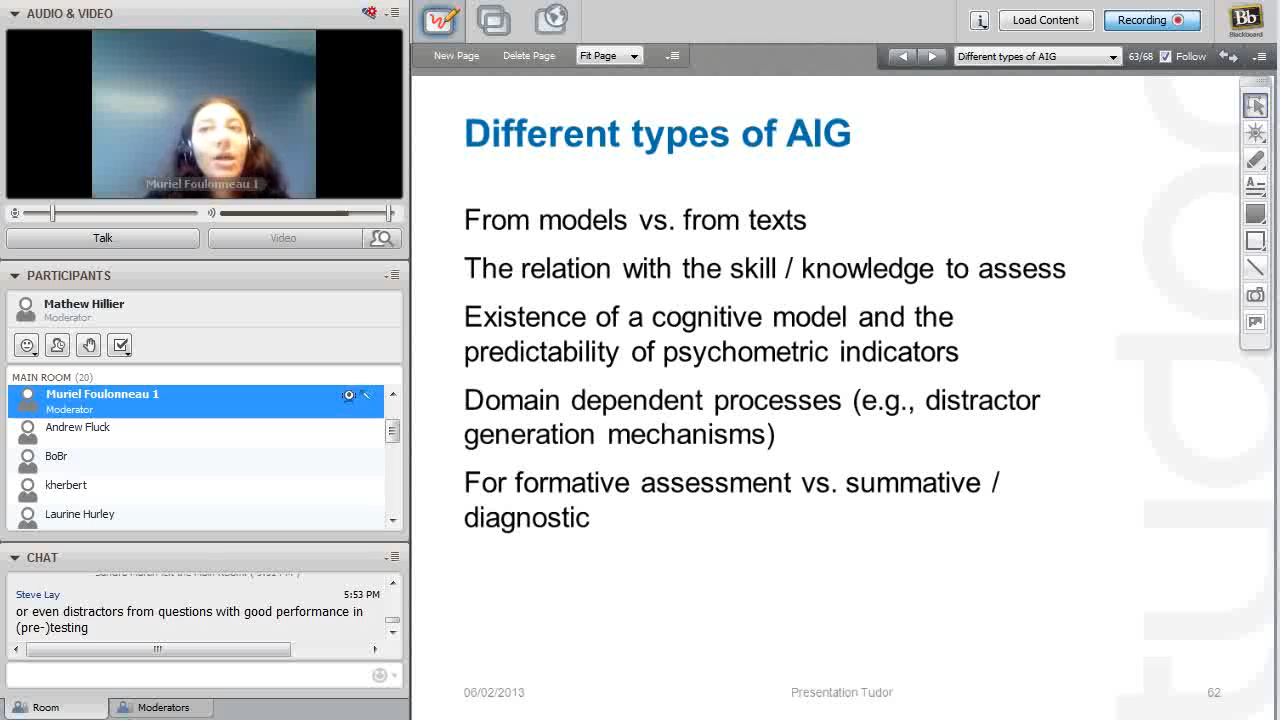 AUDIO & VIDEO
Muriel Foulonneau 1
Talk
Video
PARTICIPANTS
Mathew Hillier
Moderator
MAIN ROOM (20)
Muriel Foulonneau 1
Moderator
Andrew Fluck
BoBr
kherbert
Laurine Hurley
CHAT
Steve Lay 5:53 PM
or even distractors from questions with good performance in
(pre-)testing
Room
Moderators
Load Content
Recording
Bb
Blackboard
New Page
Delete Page
Fit Page
Different types of AIG
63/68
Follow
Different types of AIG
From models vs. from texts
The relation with the skill / knowledge to assess
Existence of a cognitive model and the
predictability of psychometric indicators
Domain dependent processes (e.g., distractor
generation mechanisms)
For formative assessment vs. summative /
diagnostic
06/02/2013
Presentation Tudor
62